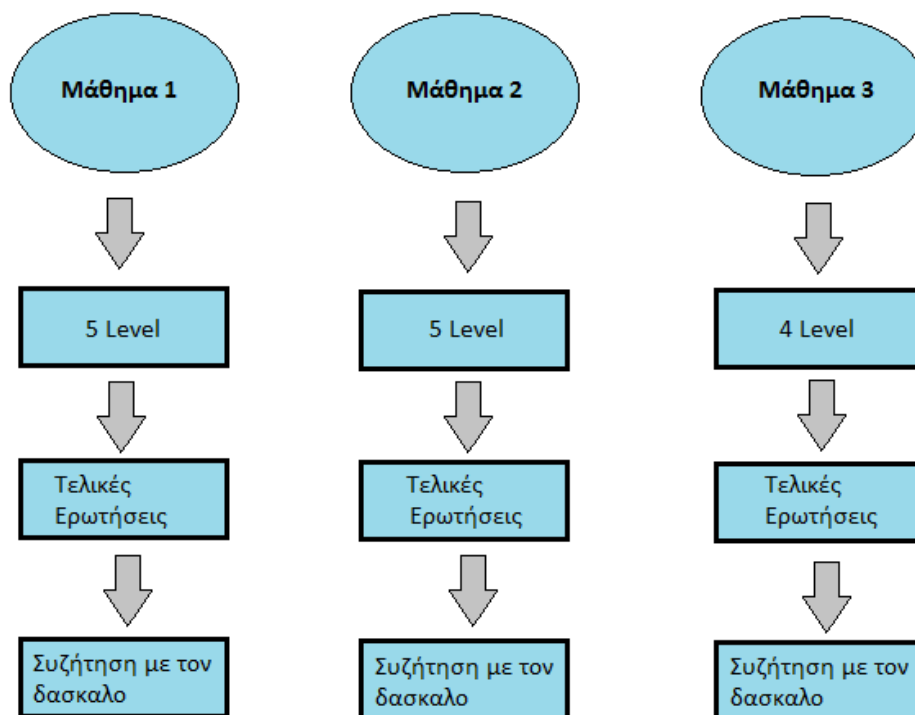 Μάθημα 1
Μάθημα 2
Μάθημα 3
5 Level
5 Level
4 Level
Τελικές
Ερωτήσεις
Τελικές
Ερωτήσεις
Τελικές
Ερωτήσεις
Συζήτηση με τον
δασκαλο
Συζήτηση με τον
δασκαλο
Συζήτηση με τον
δασκαλο